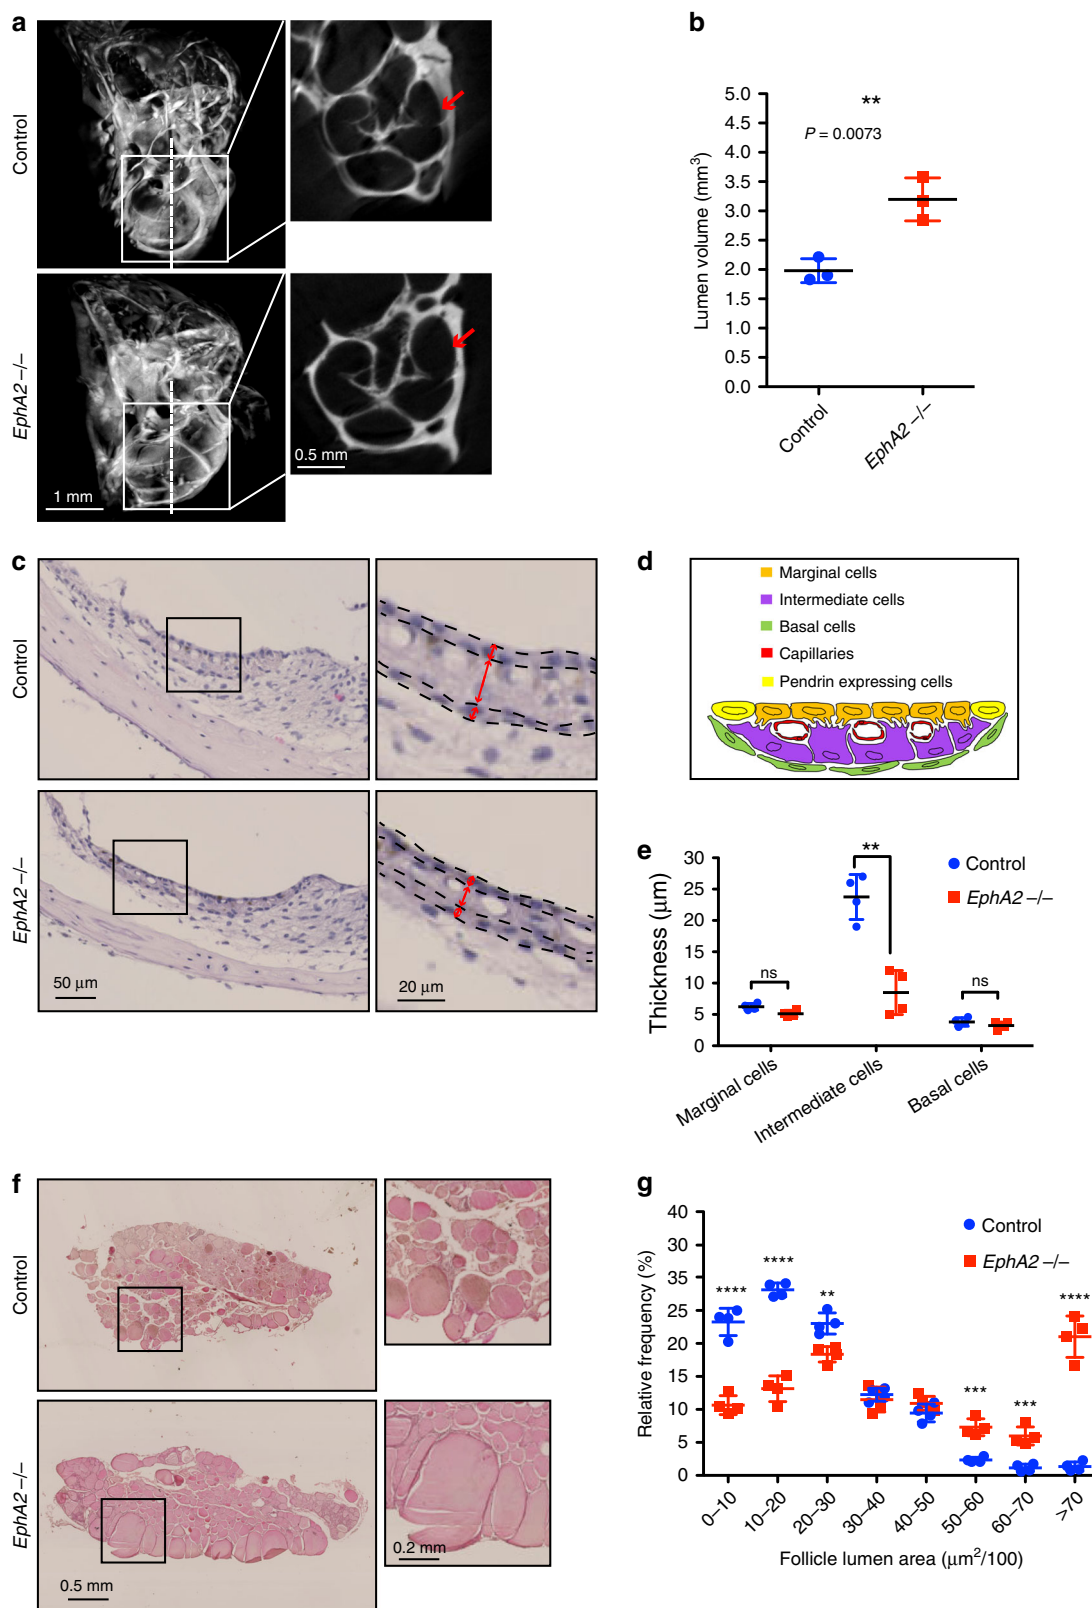 a
Control
EphA2 –/–
1 mm
0.5 mm
b
**
P = 0.0073
Lumen volume (mm³)
5.0
4.5
4.0
3.5
3.0
2.5
2.0
1.5
1.0
0.5
0.0
Control
EphA2 –/–
c
Control
EphA2 –/–
50 μm
20 μm
d
Marginal cells
Intermediate cells
Basal cells
Capillaries
Pendrin expressing cells
e
Thickness (μm)
30
25
20
15
10
5
0
ns
**
ns
Control
EphA2 –/–
Marginal cells
Intermediate cells
Basal cells
f
Control
EphA2 –/–
0.5 mm
0.2 mm
g
Relative frequency (%)
40
30
35
25
20
15
10
5
0
Control
EphA2 –/–
****
****
**
***
***
****
0–10
10–20
20–30
30–40
40–50
50–60
60–70
>70
Follicle lumen area (μm²/100)